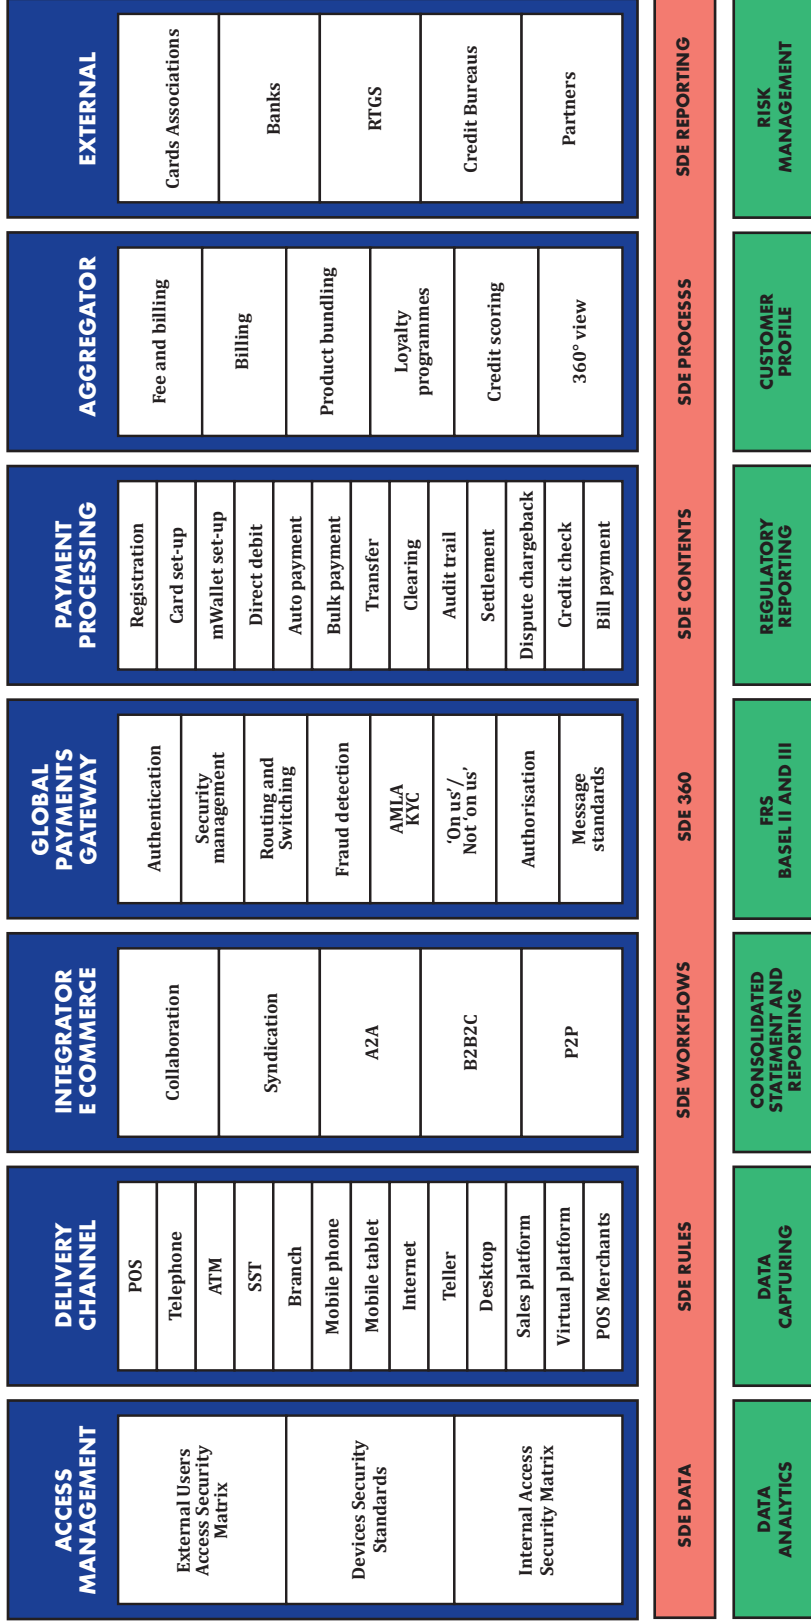 ACCESS
MANAGEMENT
External Users
Access Security
Matrix
Devices Security
Standards
Internal Access
Security Matrix
DELIVERY
CHANNEL
POS
Telephone
ATM
SST
Branch
Mobile phone
Mobile tablet
Internet
Teller
Desktop
Sales platform
Virtual platform
POS Merchants
INTEGRATOR
E COMMERCE
Collaboration
Syndication
A2A
B2B2C
P2P
GLOBAL
PAYMENTS
GATEWAY
Authentication
Security
management
Routing and
Switching
Fraud detection
AMLA
KYC
‘On us’/
Not ‘on us’
Authorisation
Message
standards
PAYMENT
PROCESSING
Registration
Card set-up
mWallet set-up
Direct debit
Auto payment
Bulk payment
Transfer
Clearing
Audit trail
Settlement
Dispute chargeback
Credit check
Bill payment
AGGREGATOR
Fee and billing
Billing
Product bundling
Loyalty
programmes
Credit scoring
360° view
EXTERNAL
Cards Associations
Banks
RTGS
Credit Bureaus
Partners
SDE DATA
SDE RULES
SDE WORKFLOWS
SDE 360
SDE CONTENTS
SDE PROCESSS
SDE REPORTING
DATA
ANALYTICS
DATA
CAPTURING
CONSOLIDATED
STATEMENT AND
REPORTING
FRS
BASEL II AND III
REGULATORY
REPORTING
CUSTOMER
PROFILE
RISK
MANAGEMENT